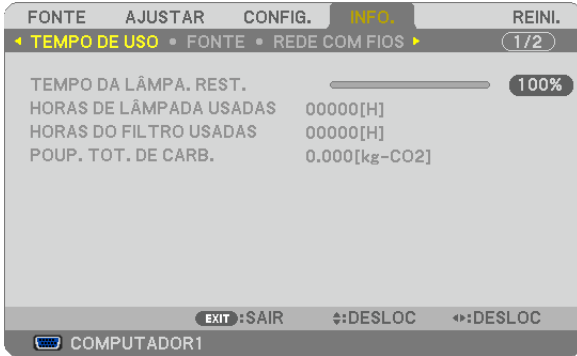 FONTE AJUSTAR CONFIG. INFO. REINI.
TEMPO DE USO • FONTE • REDE COM FIOS 1/2
TEMPO DA LÂMPA. REST. 100%
HORAS DE LÂMPADA USADAS 00000[H]
HORAS DO FILTRO USADAS 00000[H]
POUP. TOT. DE CARB. 0.000[kg-CO2]
EXIT :SAIR :DESLOC :DESLOC
COMPUTADOR1